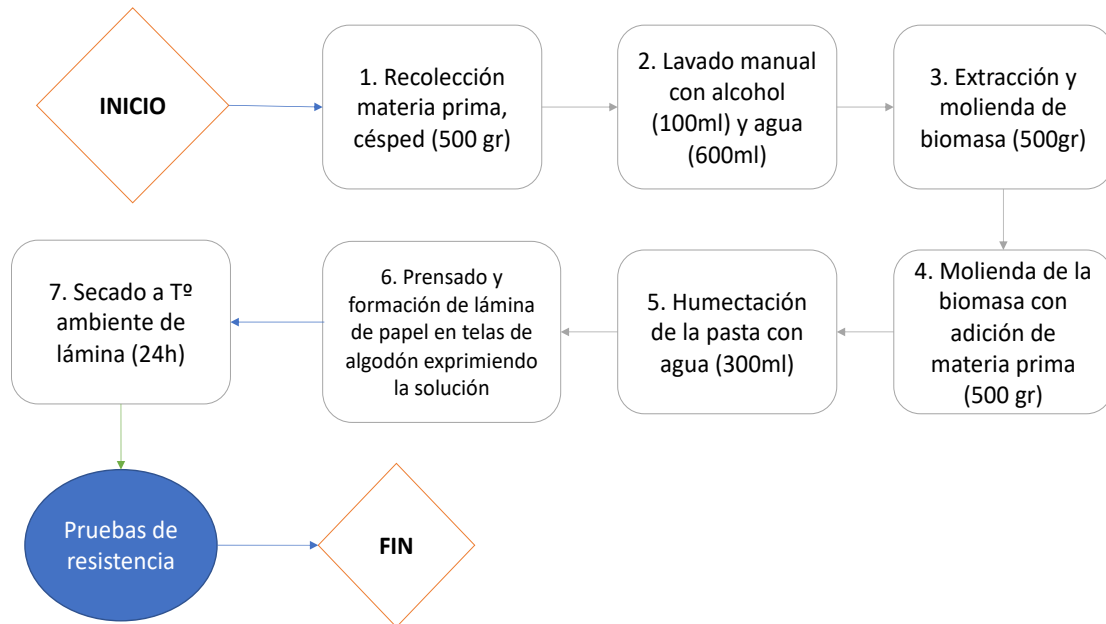 INICIO
1. Recolección
materia prima,
césped (500 gr)
2. Lavado manual
con alcohol
(100ml) y agua
(600ml)
3. Extracción y
molienda de
biomasa (500gr)
4. Molienda de la
biomasa con
adición de
materia prima
(500 gr)
5. Humectación
de la pasta con
agua (300ml)
6. Prensado y
formación de lámina
de papel en telas de
algodón exprimiendo
la solución
7. Secado a Tº
ambiente de
lámina (24h)
Pruebas de
resistencia
FIN